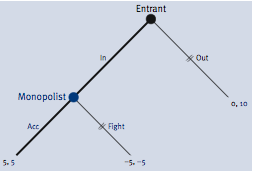 Entrant
In
Out
Monopolist
0, 10
Acc
Fight
5, 5
−5, −5